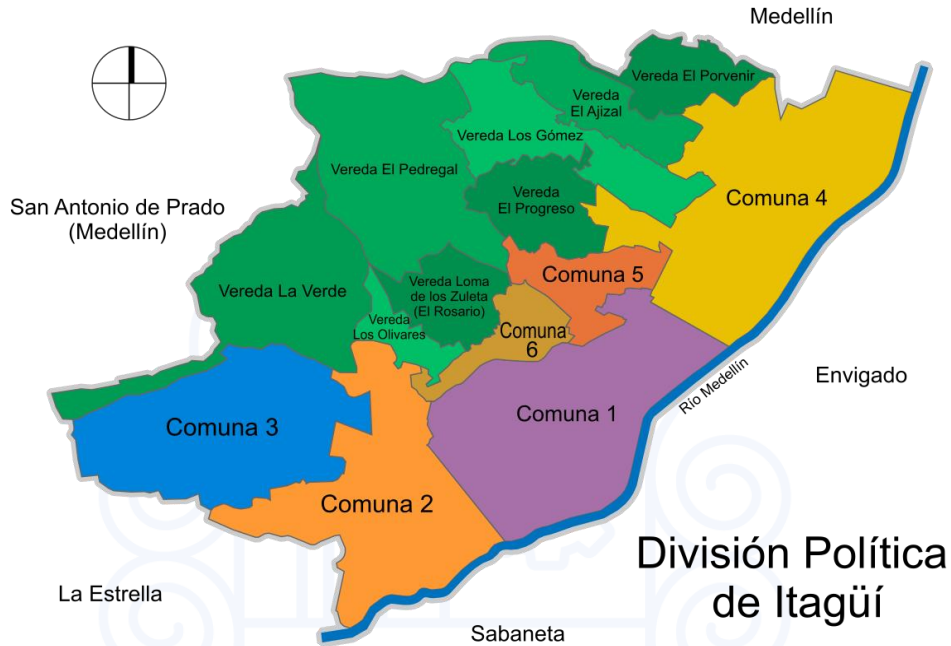 Medellín
Vereda El Porvenir
Vereda
El Ajizal
Vereda Los Gómez
Vereda El Pedregal
Vereda
El Progreso
Comuna 4
San Antonio de Prado
(Medellín)
Comuna 5
Vereda La Verde
Vereda Loma
de los Zuleta
(El Rosario)
Vereda
Los Olivares
Comuna
6
Río Medellín
Envigado
Comuna 3
Comuna 1
Comuna 2
División Política
de Itagüí
La Estrella
Sabaneta